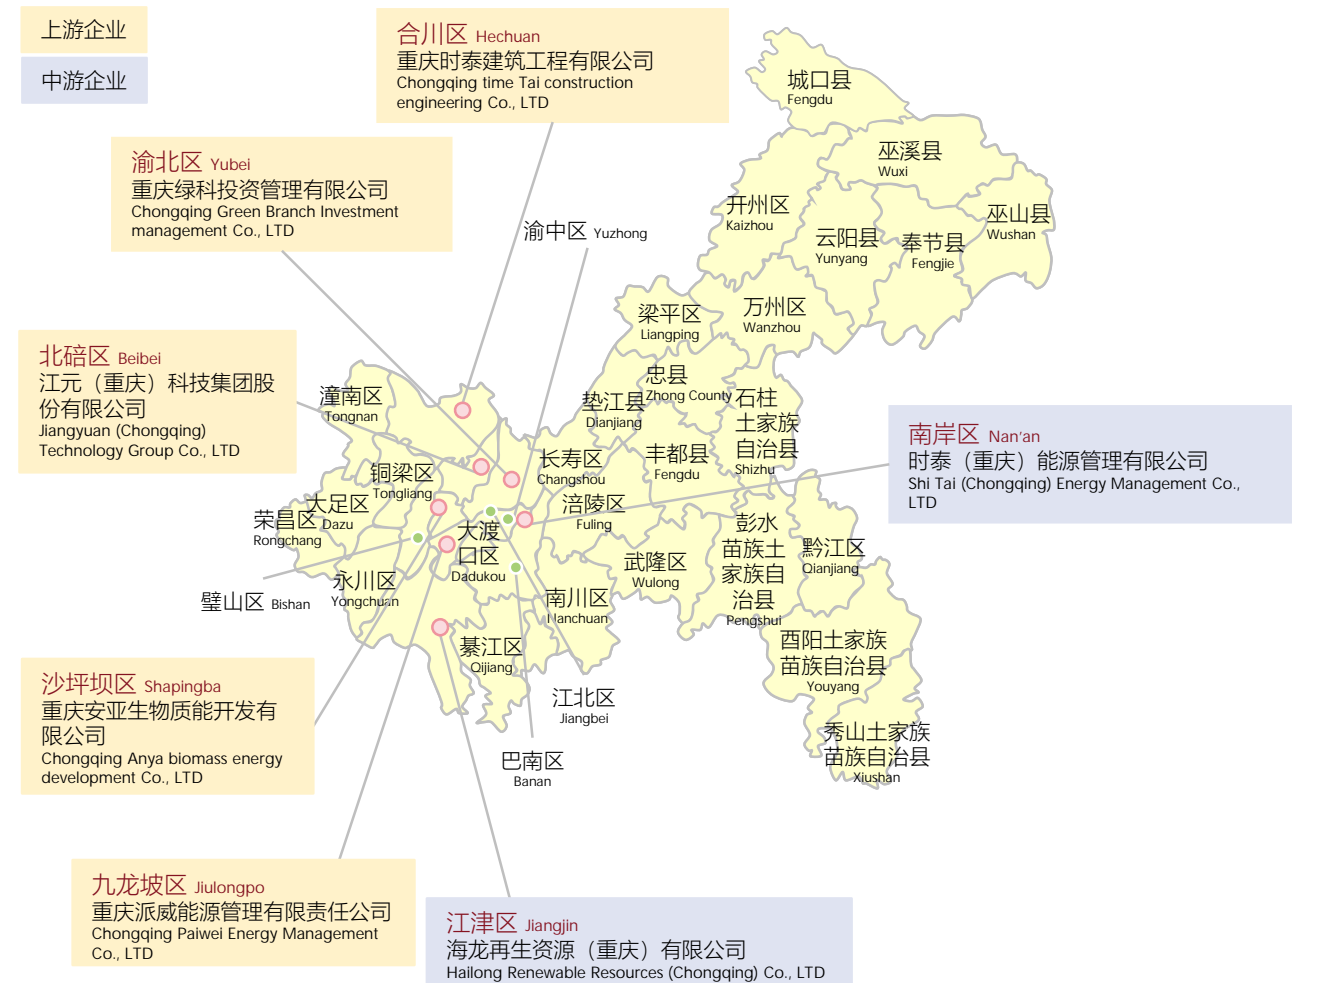 上游企业
中游企业
合川区 Hechuan
重庆时泰建筑工程有限公司
Chongqing time Tai construction
engineering Co., LTD
渝北区 Yubei
重庆绿科投资管理有限公司
Chongqing Green Branch Investment
management Co., LTD
渝中区 Yuzhong
北碚区 Beibei
江元（重庆）科技集团股
份有限公司
Jiangyuan (Chongqing)
Technology Group Co., LTD
城口县
Fengdu
巫溪县
Wuxi
开州区
Kaizhou
巫山县
Wushan
云阳县
Yunyang
奉节县
Fengjie
万州区
Wanzhou
梁平区
Liangping
忠县
Zhong County
垫江县
Dianjiang
石柱
土家族
自治县
Shizhu
潼南区
Tongnan
长寿区
Changshou
丰都县
Fengdu
南岸区 Nan'an
时泰（重庆）能源管理有限公司
Shi Tai (Chongqing) Energy Management Co.,
LTD
铜梁区
Tongliang
大足区
Dazu
荣昌区
Rongchang
涪陵区
Fuling
大渡
口区
Dadukou
彭水
苗族土
家族自
治县
Pengshui
黔江区
Qianjiang
武隆区
Wulong
永川区
Yongchuan
璧山区 Bishan
南川区
Nanchuan
綦江区
Qijiang
酉阳土家族
苗族自治县
Youyang
江北区
Jiangbei
秀山土家族
苗族自治县
Xiushan
巴南区
Banan
沙坪坝区 Shapingba
重庆安亚生物质能开发有
限公司
Chongqing Anya biomass energy
development Co., LTD
九龙坡区 Jiulongpo
重庆派威能源管理有限责任公司
Chongqing Paiwei Energy Management
Co., LTD
江津区 Jiangjin
海龙再生资源（重庆）有限公司
Hailong Renewable Resources (Chongqing) Co., LTD